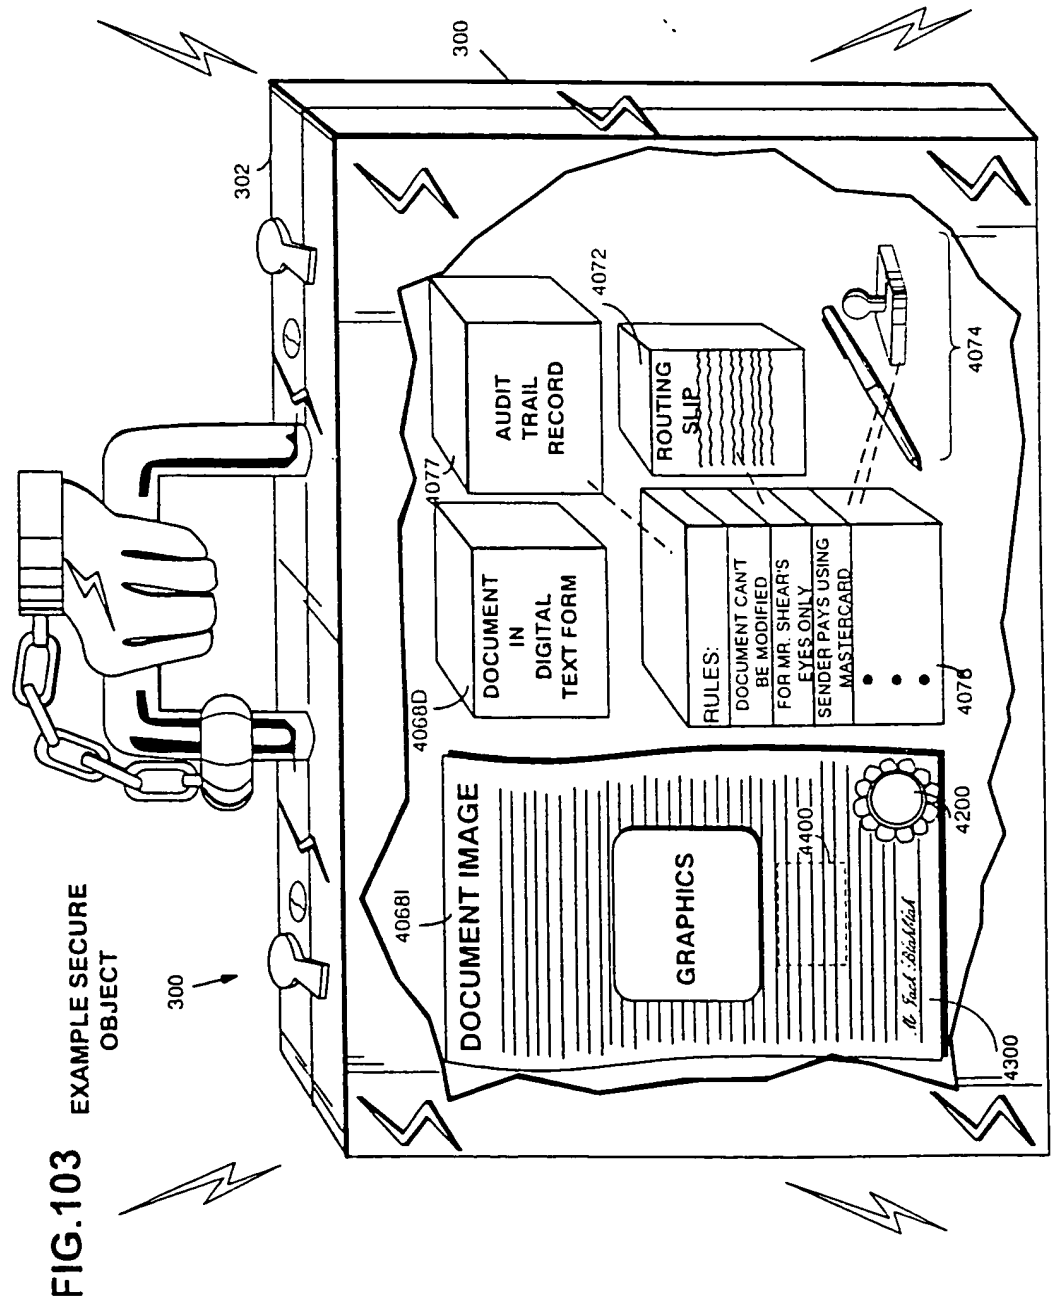 FIG.103
EXAMPLE SECURE
OBJECT
300
302
300
4068I
DOCUMENT IMAGE
GRAPHICS
4400
4200
4300
4068D
DOCUMENT
IN
DIGITAL
TEXT FORM
4077
AUDIT
TRAIL
RECORD
4072
ROUTING
SLIP
RULES:
DOCUMENT CAN'T
BE MODIFIED
FOR MR. SHEAR'S
EYES ONLY
SENDER PAYS USING
MASTERCARD
4076
4074